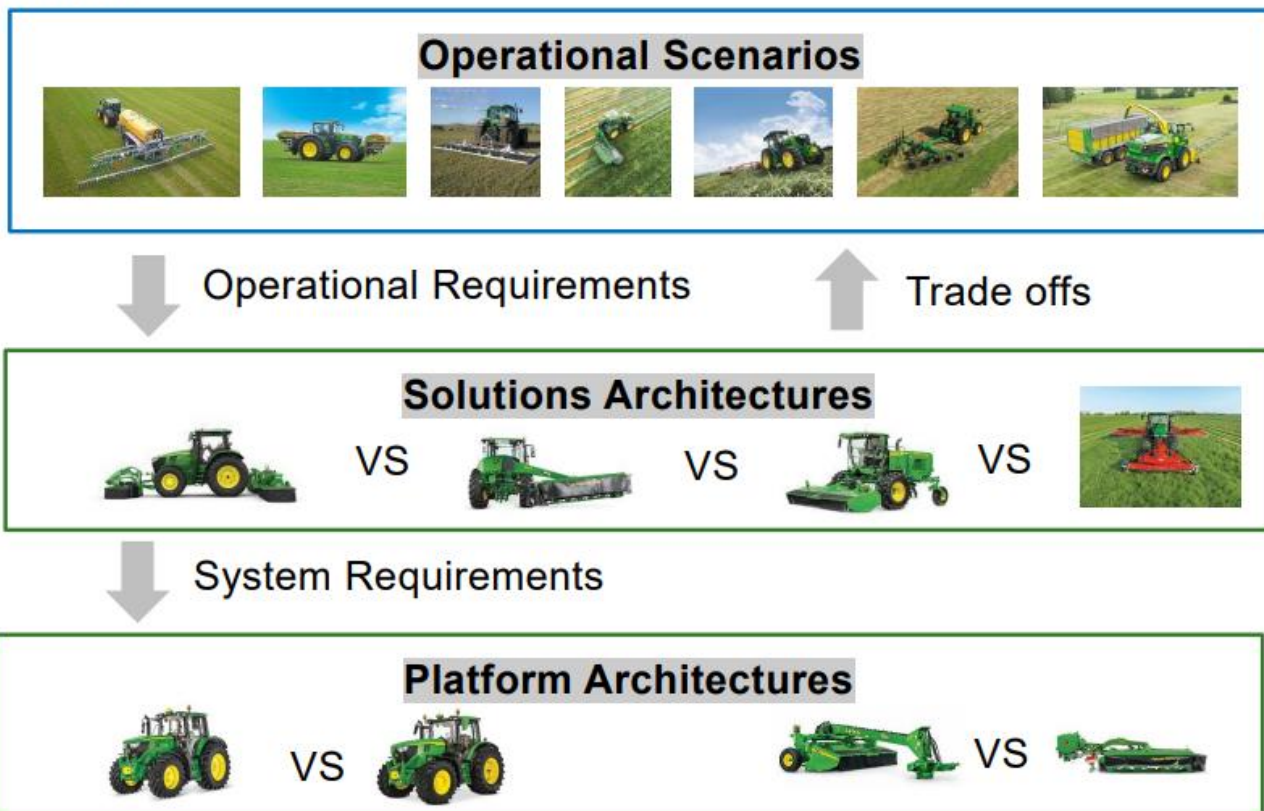 Operational Scenarios
Operational Requirements
Trade offs
Solutions Architectures
VS
VS
VS
System Requirements
Platform Architectures
VS
VS